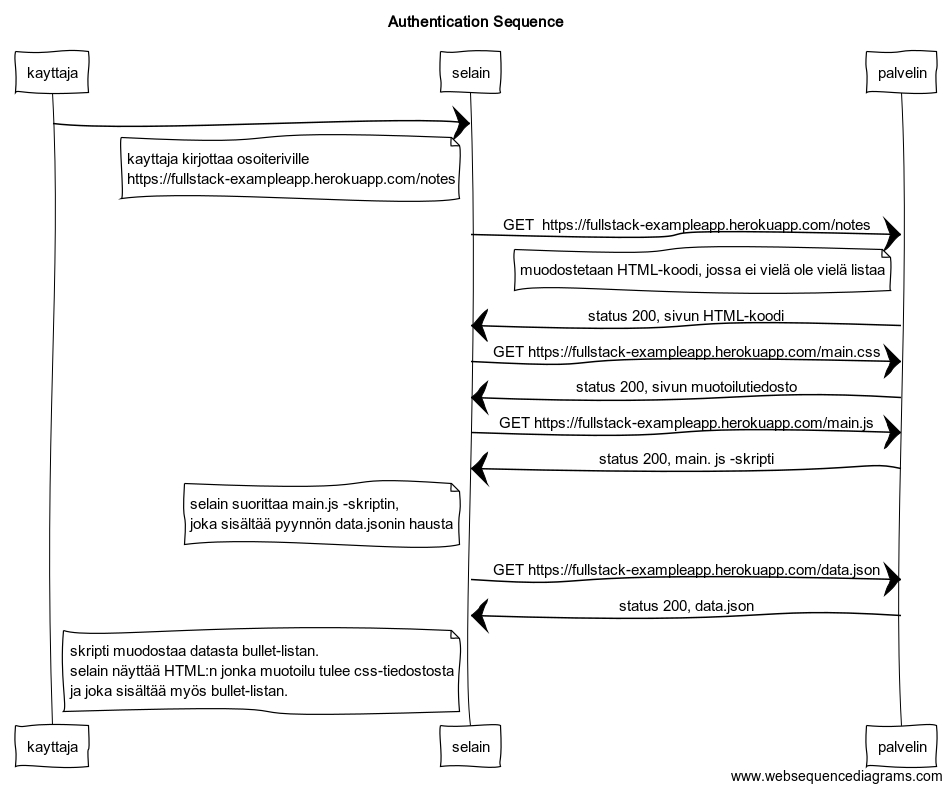 Authentication Sequence
kayttaja
selain
palvelin
kayttaja kirjottaa osoiteriville
https://fullstack-exampleapp.herokuapp.com/notes
GET  https://fullstack-exampleapp.herokuapp.com/notes
muodostetaan HTML-koodi, jossa ei vielä ole vielä listaa
status 200, sivun HTML-koodi
GET https://fullstack-exampleapp.herokuapp.com/main.css
status 200, sivun muotoilutiedosto
GET https://fullstack-exampleapp.herokuapp.com/main.js
status 200, main. js -skripti
selain suorittaa main.js -skriptin,
joka sisältää pyynnön data.jsonin hausta
GET https://fullstack-exampleapp.herokuapp.com/data.json
status 200, data.json
skripti muodostaa datasta bullet-listan.
selain näyttää HTML:n jonka muotoilu tulee css-tiedostosta
ja joka sisältää myös bullet-listan.
kayttaja
selain
palvelin
www.websequencediagrams.com